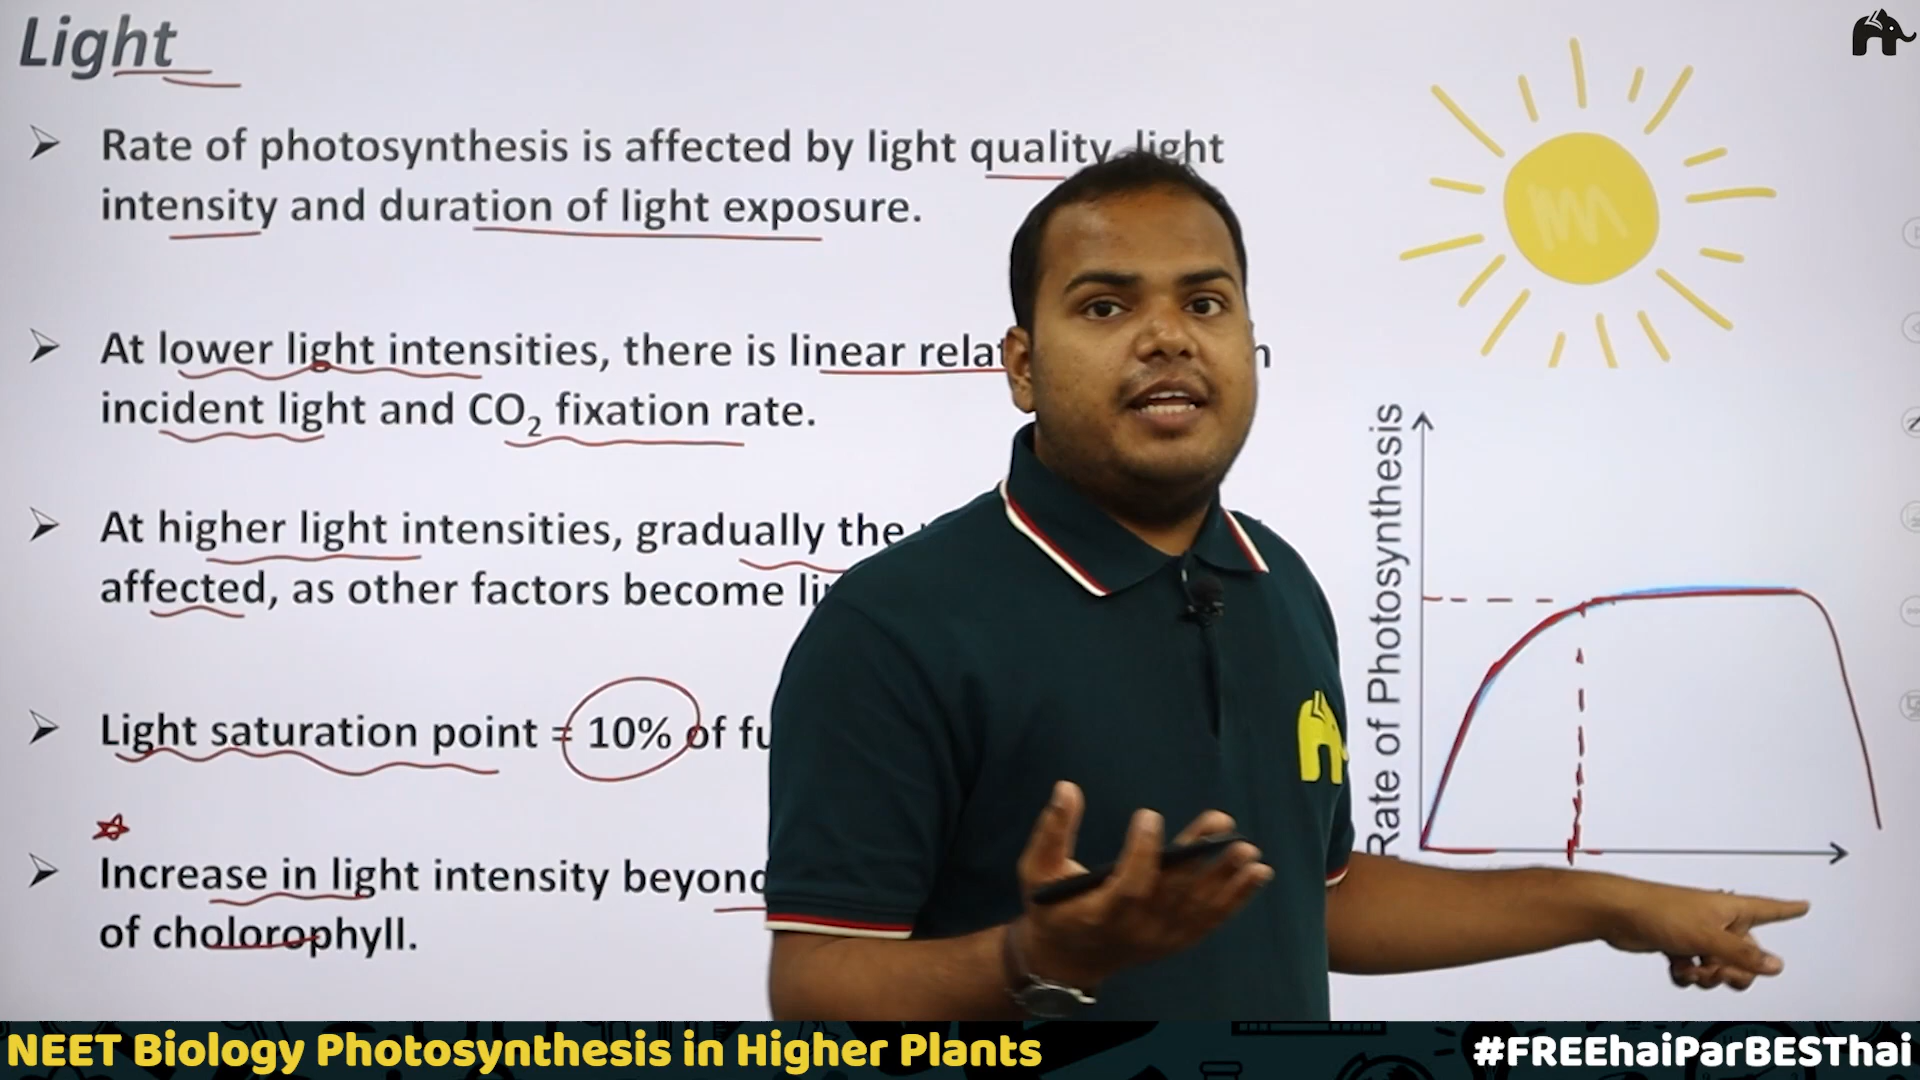 Light
Rate of photosynthesis is affected by light quality, light
intensity and duration of light exposure.
At lower light intensities, there is linear
incident light and CO₂ fixation rate.
At higher light intensities, gradually the
affected, as other factors become
Light saturation point = 10% of
Increase in light intensity beyond
of cholorophyll.
Rate of Photosynthesis
NEET Biology Photosynthesis in Higher Plants
#FREEhaiParBESThai